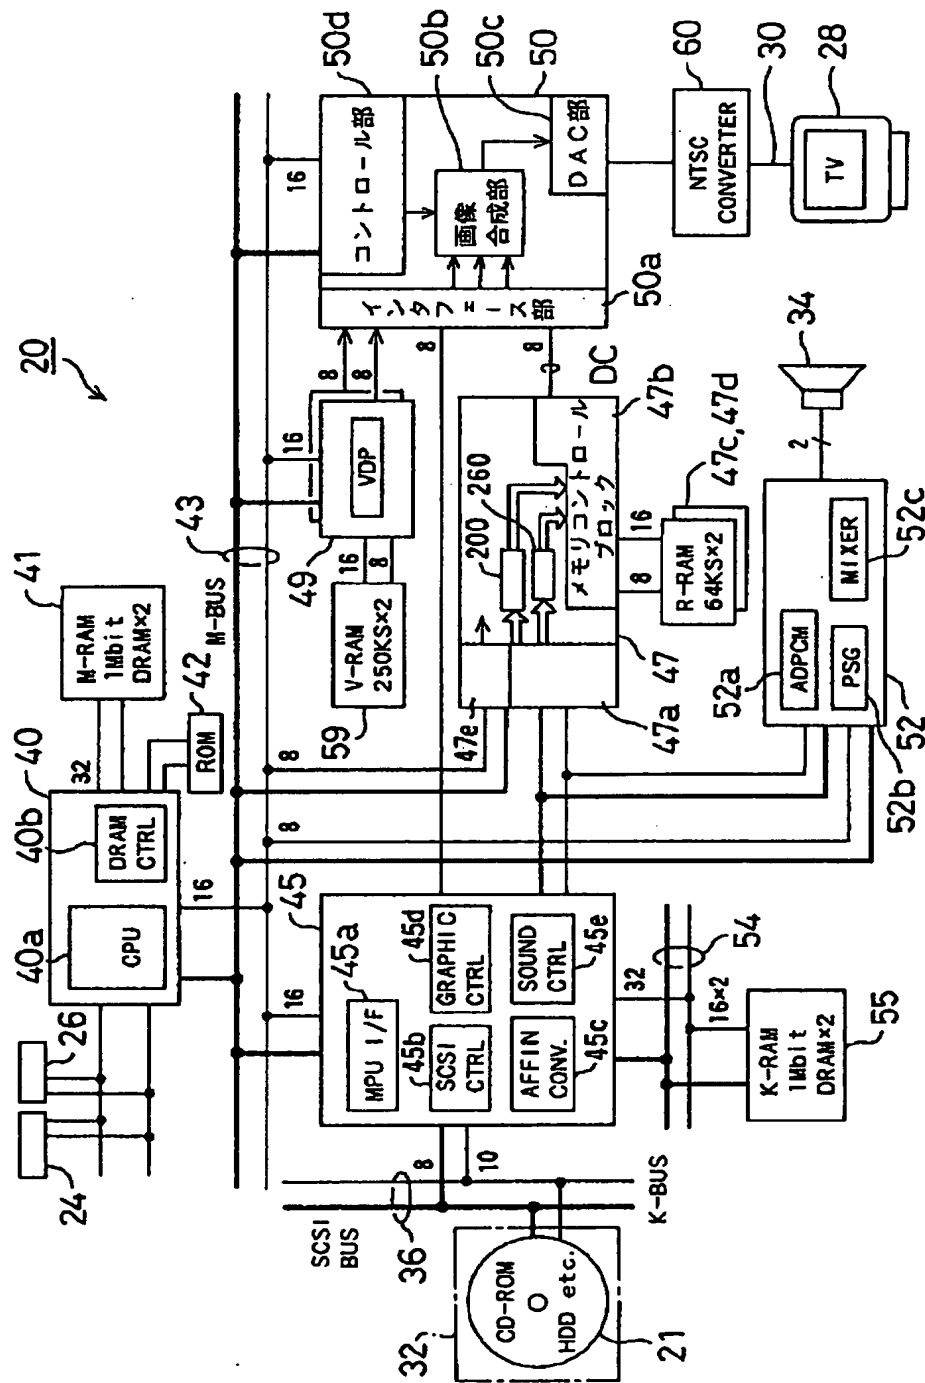 20
24
26
40
40a
CPU
40b
DRAM
CTRL
32
16
41
M-RAM
1Mbit
DRAM×2
42
ROM
M-BUS
43
SCSI
BUS
36
8
10
K-BUS
32
CD-ROM
HDD etc.
21
45
16
45a
MPU I/F
45b
SCSI
CTRL
45d
GRAPHIC
CTRL
AFFIN
CONV.
45c
SOUND
CTRL
45e
32
54
16×2
K-RAM
1Mbit
DRAM×2
55
8
8
49
16
VDP
8
8
16
8
V-RAM
250KS×2
59
8
8
DC
47e
200
260
メモリコントロール
ブロック
47a
47
47b
8
16
R-RAM
64KS×2
47c,47d
52a
ADPCM
PSG
52b
MIXER
52c
52
2
34
16
50d
50b
50c
50
コントロール部
画像
合成部
DAC部
インタフェース部
50a
60
NTSC
CONVERTER
30
28
TV